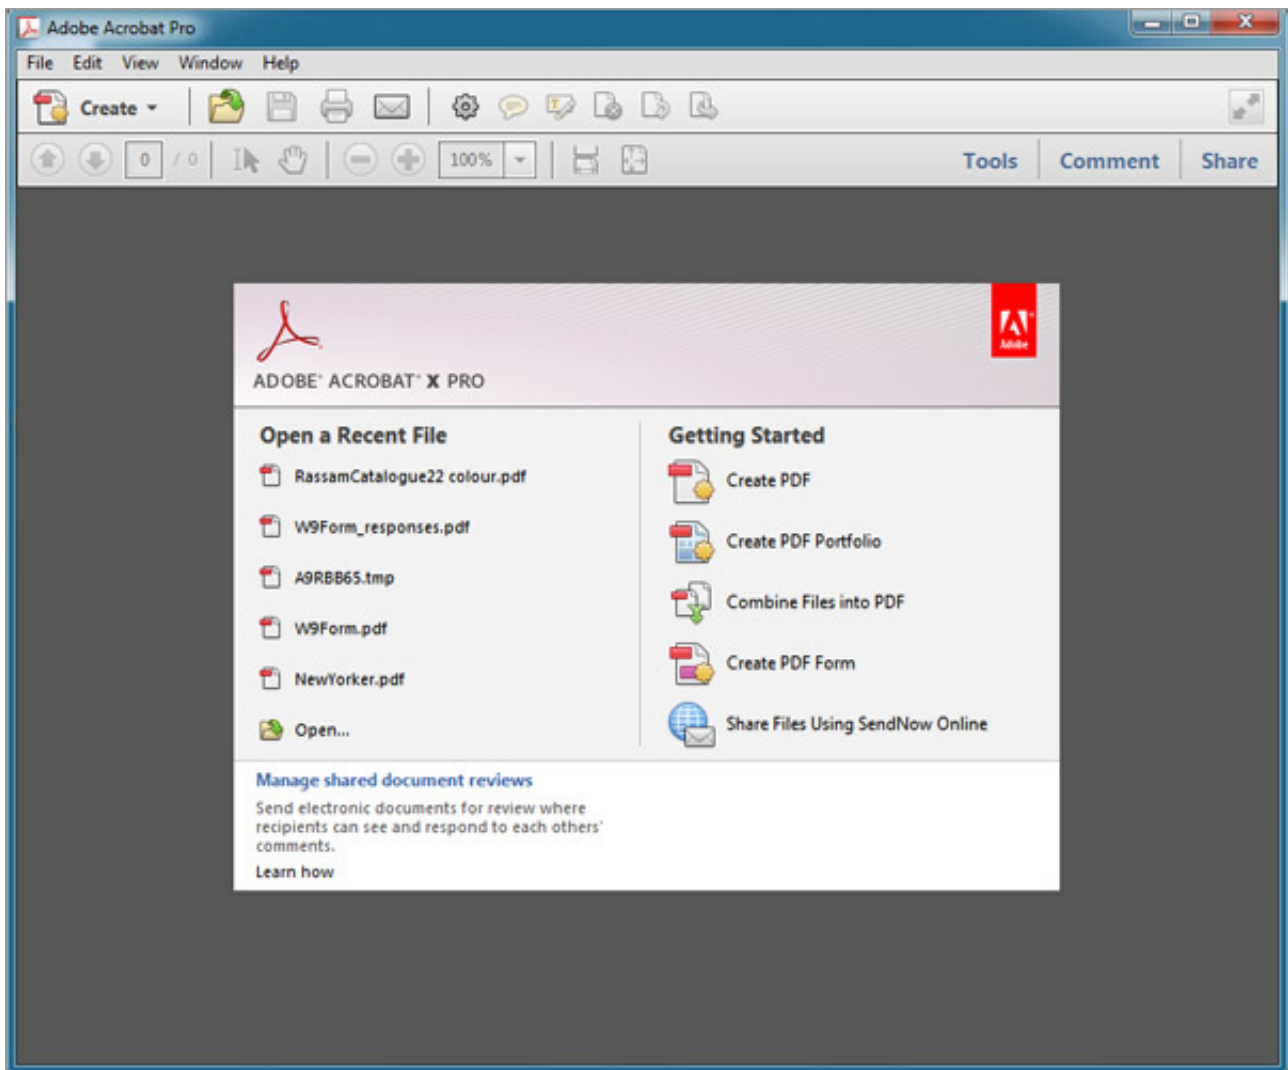 Adobe Acrobat Pro
File Edit View Window Help
Create
0 / 0 100% Tools Comment Share
Adobe
ADOBE® ACROBAT® X PRO
Open a Recent File
RassamCatalogue22 colour.pdf
W9Form_responses.pdf
A9RBB65.tmp
W9Form.pdf
NewYorker.pdf
Open...
Getting Started
Create PDF
Create PDF Portfolio
Combine Files into PDF
Create PDF Form
Share Files Using SendNow Online
Manage shared document reviews
Send electronic documents for review where
recipients can see and respond to each others'
comments.
Learn how